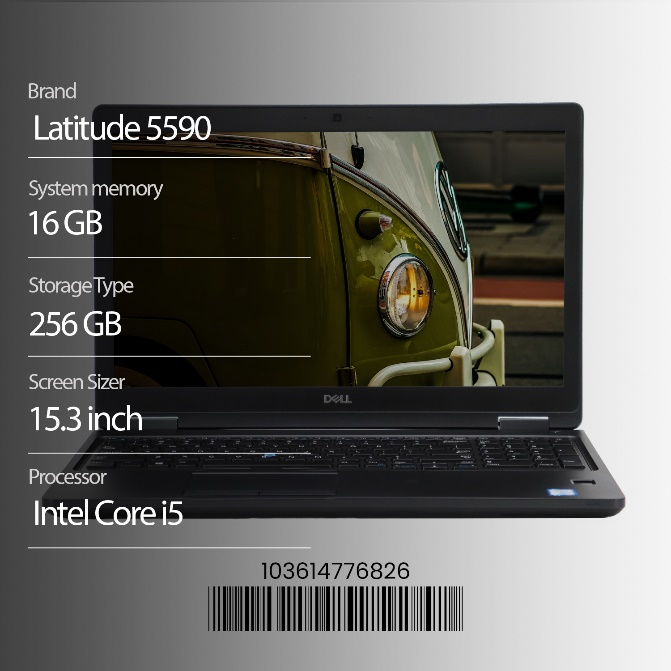 Brand
Latitude 5590
System memory
16 GB
Storage Type
256 GB
Screen Sizer
15.3 inch
DELL
Processor
Intel Core i5
103614776826